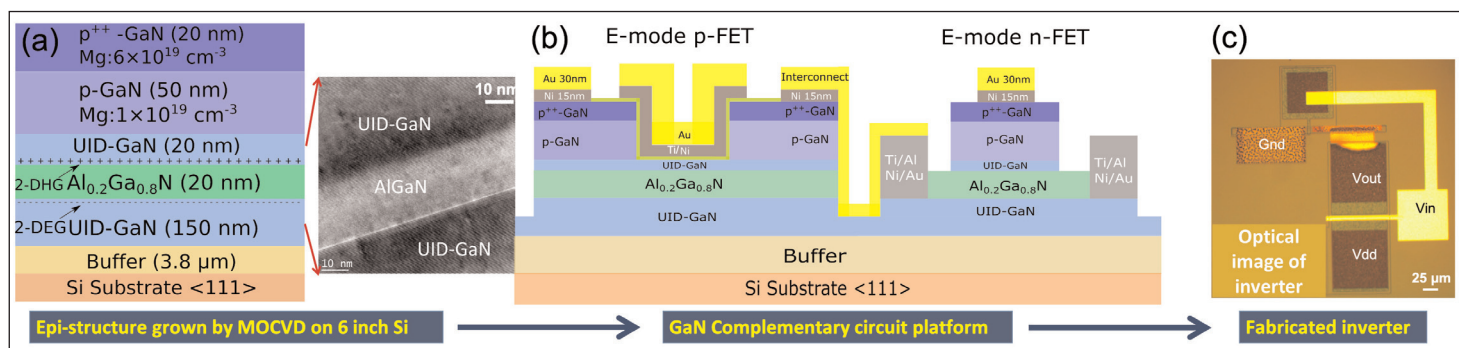 (a)
p⁺⁺-GaN (20 nm)
Mg:6×10¹⁹ cm⁻³
p-GaN (50 nm)
Mg:1×10¹⁹ cm⁻³
UID-GaN (20 nm)
++++++++++++++++++++++++
2-DHG Al₀.₂Ga₀.₈N (20 nm)
2-DEG UID-GaN (150 nm)
Buffer (3.8 μm)
Si Substrate <111>
10 nm
UID-GaN
AlGaN
UID-GaN
10 nm
(b)
E-mode p-FET
E-mode n-FET
Au 30nm
Ni 15nm
p⁺⁺-GaN
p-GaN
Au
Ti/Ni
Interconnect
Ni 15nm
p⁺⁺-GaN
p-GaN
UID-GaN
Al₀.₂Ga₀.₈N
UID-GaN
Ti/Al
Ni/Au
Au 30nm
Ni 15nm
p⁺⁺-GaN
p-GaN
UID-GaN
Al₀.₂Ga₀.₈N
UID-GaN
Ti/Al
Ni/Au
Buffer
Si Substrate <111>
(c)
Gnd
Vout
Vin
Vdd
Optical
image of
inverter
25 μm
Epi-structure grown by MOCVD on 6 inch Si
GaN Complementary circuit platform
Fabricated inverter